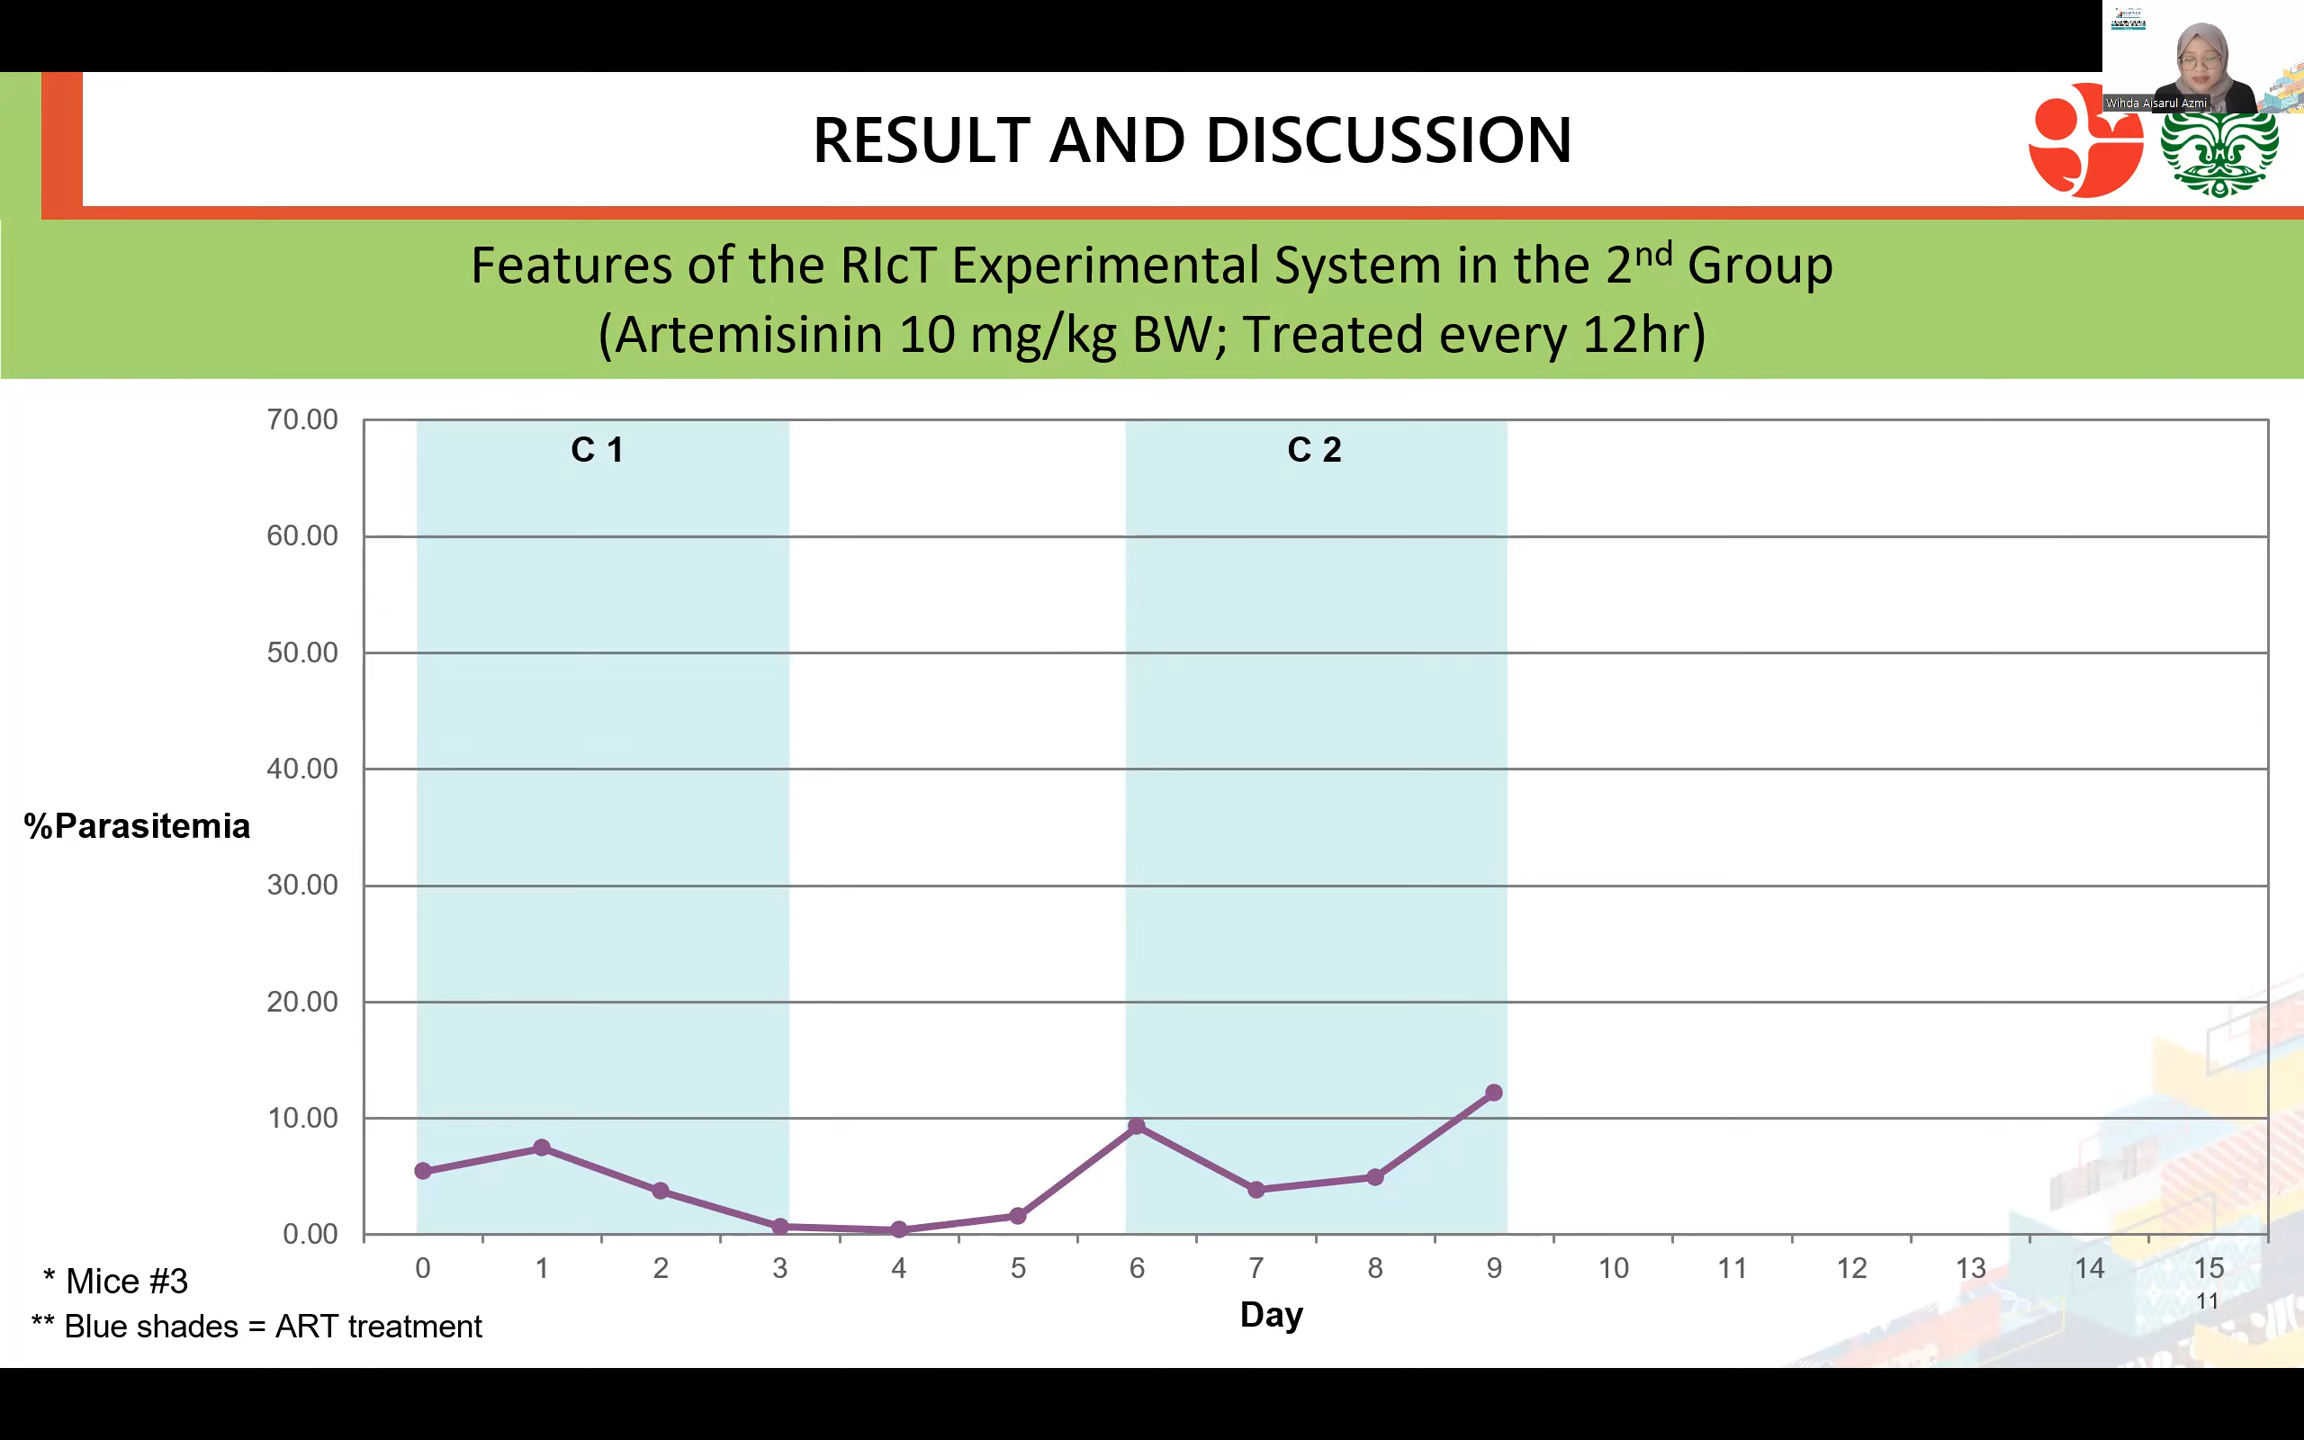 Wihda Aisarul Azmi
RESULT AND DISCUSSION
Features of the RIcT Experimental System in the 2nd Group
(Artemisinin 10 mg/kg BW; Treated every 12hr)
70.00
C 1
C 2
60.00
50.00
40.00
%Parasitemia
30.00
20.00
10.00
0.00
0 1 2 3 4 5 6 7 8 9 10 11 12 13 14 15
Day
11
* Mice #3
** Blue shades = ART treatment